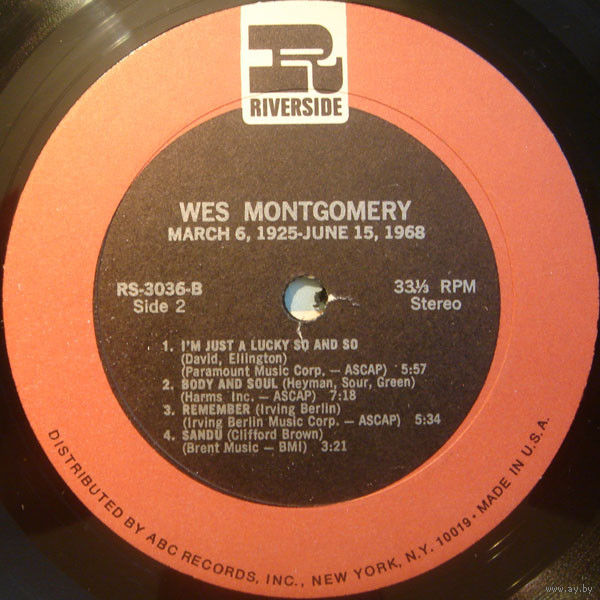 RIVERSIDE
WES MONTGOMERY
MARCH 6, 1925-JUNE 15, 1968
RS-3036-B
Side 2
33⅓ RPM
Stereo
1. I'M JUST A LUCKY SO AND SO
(David, Ellington)
(Paramount Music Corp. — ASCAP) 5:57
2. BODY AND SOUL (Heyman, Sour, Green)
(Harms Inc. — ASCAP) 7:18
3. REMEMBER (Irving Berlin)
(Irving Berlin Music Corp. — ASCAP) 5:34
4. SANDU (Clifford Brown)
(Brent Music — BMI) 3:21
DISTRIBUTED BY ABC RECORDS, INC., NEW YORK, N.Y. 10019 • MADE IN U.S.A.
www.ay.by